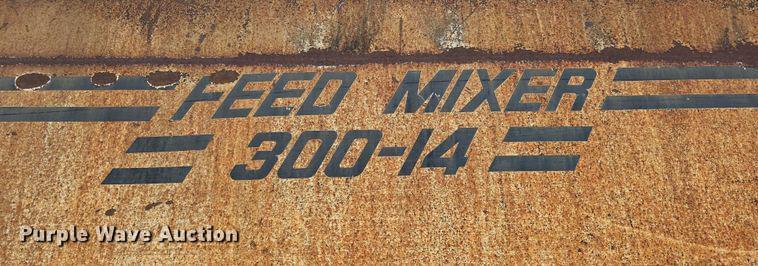 FEED MIXER
300-14
Purple Wave Auction